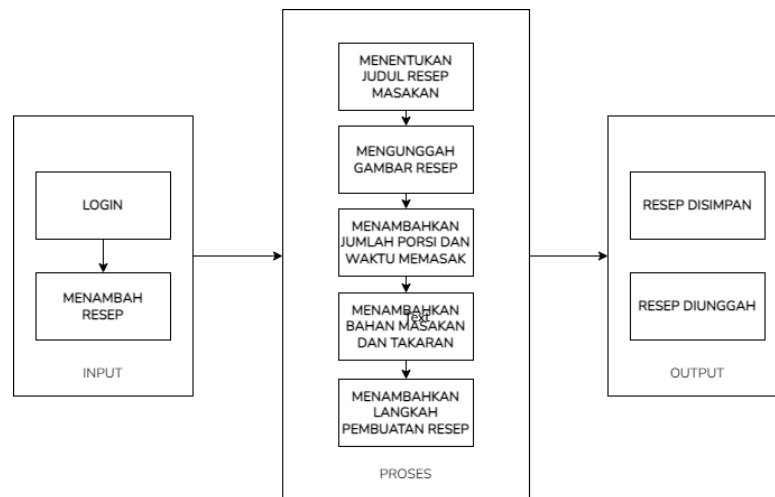 LOGIN
MENAMBAH
RESEP
INPUT
MENENTUKAN
JUDUL RESEP
MASAKAN
MENGUNGGAH
GAMBAR RESEP
MENAMBAHKAN
JUMLAH PORSI DAN
WAKTU MEMASAK
MENAMBAHKAN
BAHAN MASAKAN
Text
DAN TAKARAN
MENAMBAHKAN
LANGKAH
PEMBUATAN RESEP
PROSES
RESEP DISIMPAN
RESEP DIUNGGAH
OUTPUT